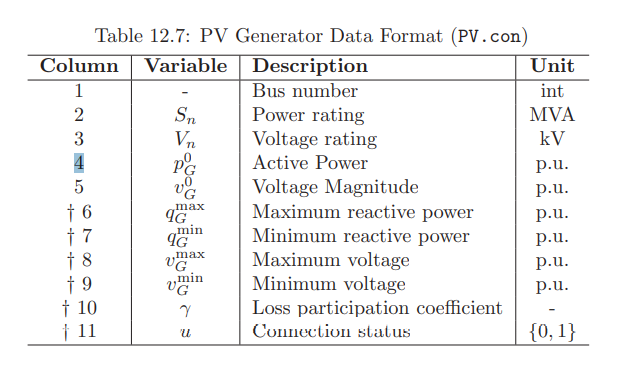 Table 12.7: PV Generator Data Format (PV.con)
Column Variable Description Unit
1 - Bus number int
2 S_n Power rating MVA
3 V_n Voltage rating kV
4 p_G^0 Active Power p.u.
5 v_G^0 Voltage Magnitude p.u.
† 6 q_G^max Maximum reactive power p.u.
† 7 q_G^min Minimum reactive power p.u.
† 8 v_G^max Maximum voltage p.u.
† 9 v_G^min Minimum voltage p.u.
† 10 γ Loss participation coefficient -
† 11 u Connection status {0, 1}